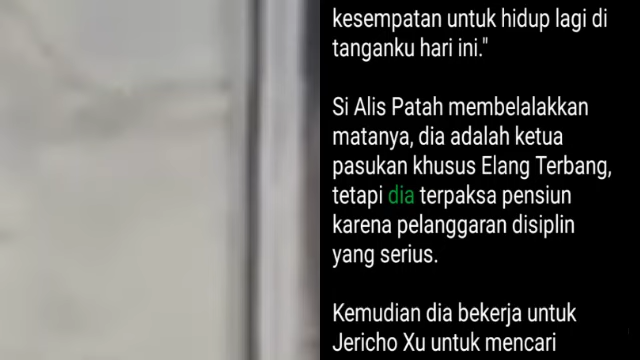 kesempatan untuk hidup lagi di
tanganku hari ini."
Si Alis Patah membelalakkan
matanya, dia adalah ketua
pasukan khusus Elang Terbang,
tetapi dia terpaksa pensiun
karena pelanggaran disiplin
yang serius.
Kemudian dia bekerja untuk
Jericho Xu untuk mencari